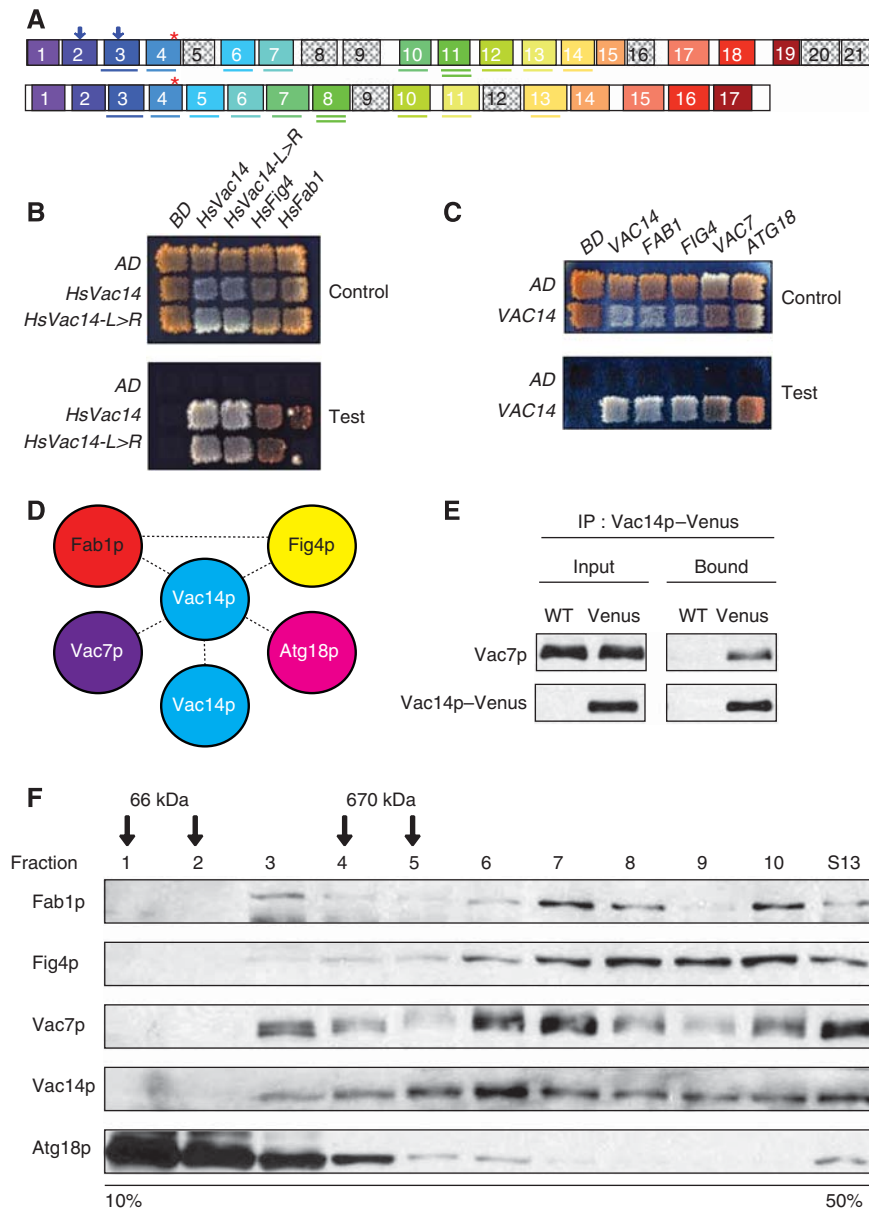 A
1 2 3 4 * 5 6 7 8 9 10 11 12 13 14 15 16 17 18 19 20 21
1 2 3 4 * 5 6 7 8 9 10 11 12 13 14 15 16 17
B
BD HsVac14 HsVac14-L>R HsFig4 HsFab1
AD
HsVac14
HsVac14-L>R
Control
AD
HsVac14
HsVac14-L>R
Test
C
BD VAC14 FAB1 FIG4 VAC7 ATG18
AD
VAC14
Control
AD
VAC14
Test
D
Fab1p
Fig4p
Vac14p
Vac7p
Atg18p
Vac14p
E
IP : Vac14p–Venus
Input Bound
WT Venus WT Venus
Vac7p
Vac14p–Venus
F
66 kDa 670 kDa
Fraction 1 2 3 4 5 6 7 8 9 10 S13
Fab1p
Fig4p
Vac7p
Vac14p
Atg18p
10% 50%